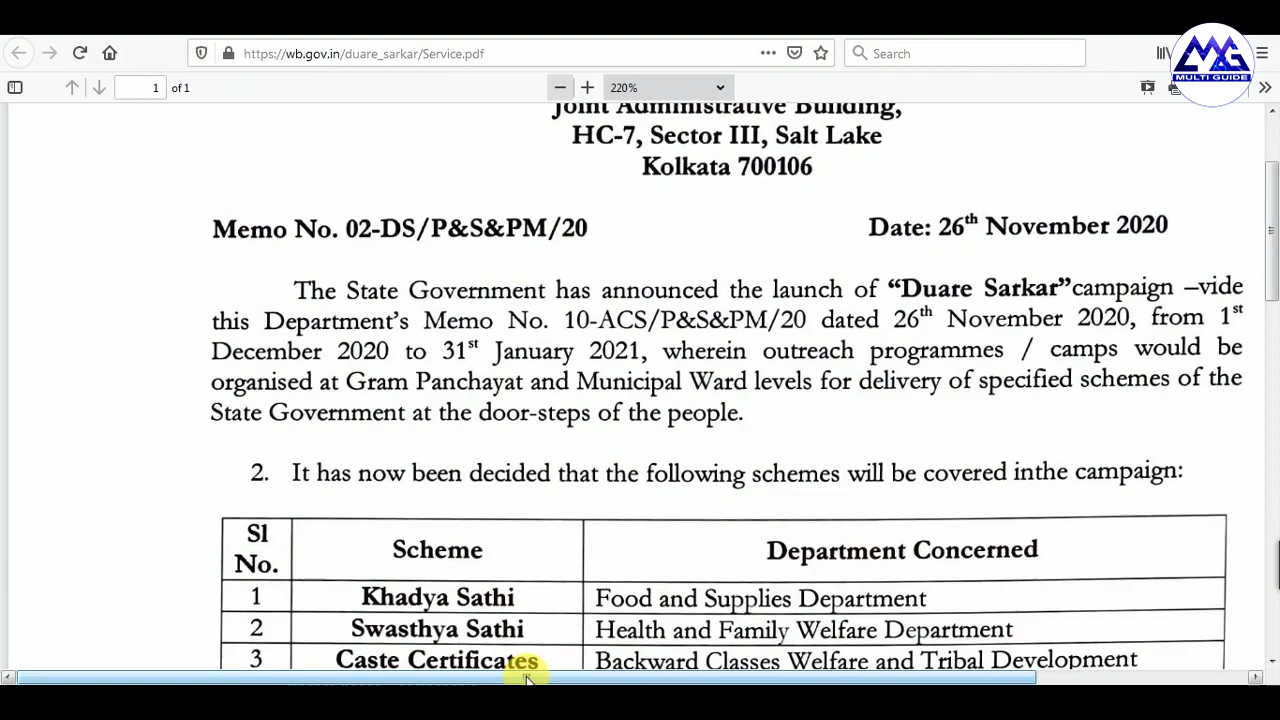 https://wb.gov.in/duare_sarkar/Service.pdf
Search
MG
MULTI GUIDE
1 of 1
220%
Joint Administrative Building,
HC-7, Sector III, Salt Lake
Kolkata 700106
Memo No. 02-DS/P&S&PM/20 Date: 26th November 2020
The State Government has announced the launch of “Duare Sarkar”campaign –vide
this Department’s Memo No. 10-ACS/P&S&PM/20 dated 26th November 2020, from 1st
December 2020 to 31st January 2021, wherein outreach programmes / camps would be
organised at Gram Panchayat and Municipal Ward levels for delivery of specified schemes of the
State Government at the door-steps of the people.
2. It has now been decided that the following schemes will be covered inthe campaign:
Sl
No. Scheme Department Concerned
1 Khadya Sathi Food and Supplies Department
2 Swasthya Sathi Health and Family Welfare Department
3 Caste Certificates Backward Classes Welfare and Tribal Development